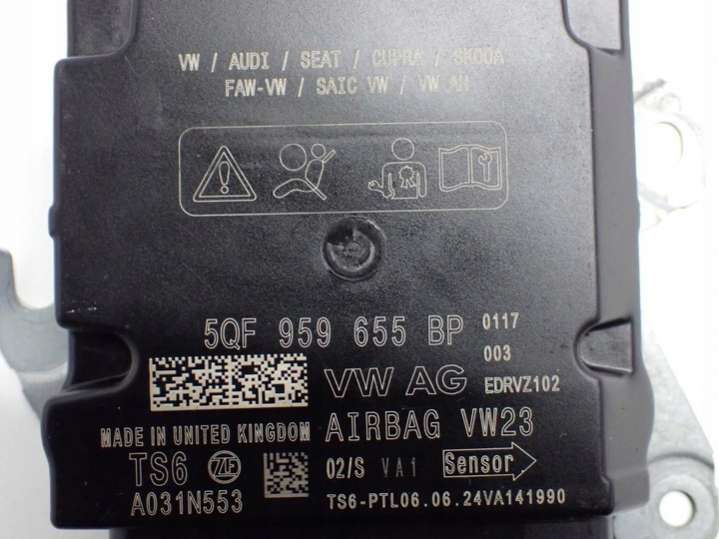 VW / AUDI / SEAT / CUPRA / SKODA
FAW-VW / SAIC VW / VW AH
5QF 959 655 BP 0117
003
VW AG EDRVZ102
MADE IN UNITED KINGDOM AIRBAG VW23
TS6 ZF 02/S VA1 Sensor
A031N553 TS6-PTL06.06.24VA141990